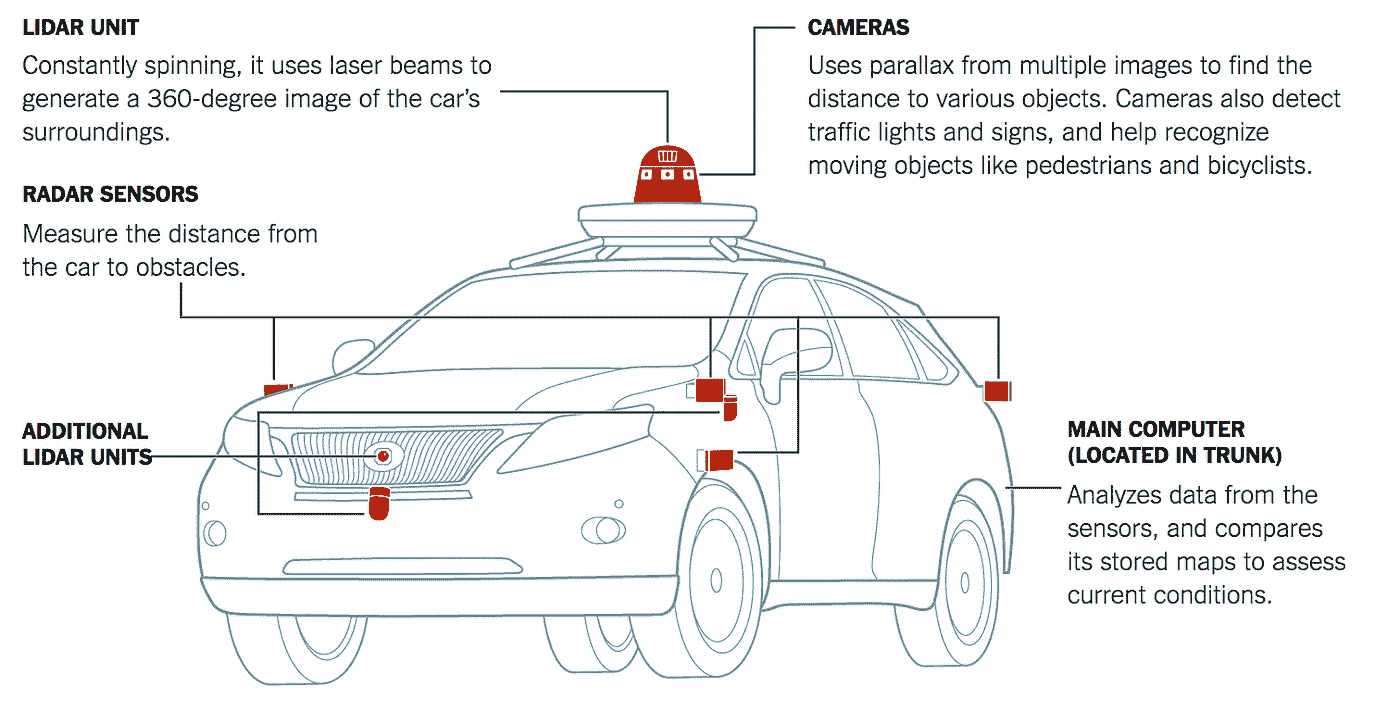 LIDAR UNIT
Constantly spinning, it uses laser beams to
generate a 360-degree image of the car's
surroundings.
RADAR SENSORS
Measure the distance from
the car to obstacles.
ADDITIONAL
LIDAR UNITS
CAMERAS
Uses parallax from multiple images to find the
distance to various objects. Cameras also detect
traffic lights and signs, and help recognize
moving objects like pedestrians and bicyclists.
MAIN COMPUTER
(LOCATED IN TRUNK)
Analyzes data from the
sensors, and compares
its stored maps to assess
current conditions.